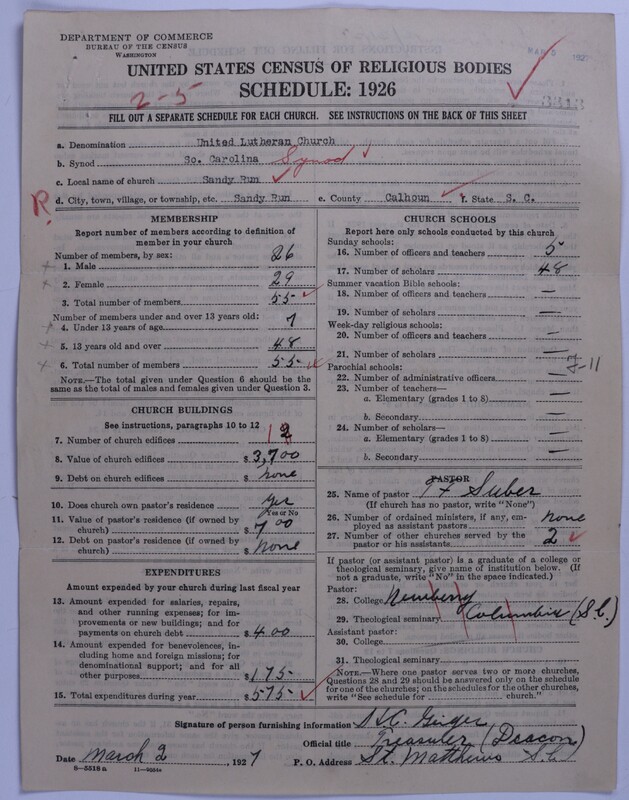 DEPARTMENT OF COMMERCE
BUREAU OF THE CENSUS
WASHINGTON
UNITED STATES CENSUS OF RELIGIOUS BODIES
SCHEDULE: 1926
2-5
3313
FILL OUT A SEPARATE SCHEDULE FOR EACH CHURCH. SEE INSTRUCTIONS ON THE BACK OF THIS SHEET
a. Denomination United Lutheran Church
b. Synod So. Carolina Synod
c. Local name of church Sandy Run
R
d. City, town, village, or township, etc. Sandy Run e. County Calhoun f. State S. C.
MEMBERSHIP
Report number of members according to definition of
member in your church
Number of members, by sex:
1. Male 26
2. Female 29
3. Total number of members 55
Number of members under and over 13 years old:
4. Under 13 years of age 7
5. 13 years old and over 48
6. Total number of members 55
NOTE.—The total given under Question 6 should be
the same as the total of males and females given under Question 3.
CHURCH BUILDINGS
See instructions, paragraphs 10 to 12
7. Number of church edifices 1 2
8. Value of church edifices $ 3,700
9. Debt on church edifices $ none
10. Does church own pastor's residence Yes
Yes or No
11. Value of pastor's residence (if owned by
church) $ 700
12. Debt on pastor's residence (if owned by
church) $ None
EXPENDITURES
Amount expended by your church during last fiscal year
13. Amount expended for salaries, repairs,
and other running expenses; for im-
provements or new buildings; and for
payments on church debt $ 400
14. Amount expended for benevolences, in-
cluding home and foreign missions; for
denominational support; and for all
other purposes $ 175
15. Total expenditures during year $ 575
CHURCH SCHOOLS
Report here only schools conducted by this church
Sunday schools:
16. Number of officers and teachers 5
17. Number of scholars 48
Summer vacation Bible schools:
18. Number of officers and teachers —
19. Number of scholars —
Week-day religious schools:
20. Number of officers and teachers —
21. Number of scholars —
Parochial schools:
22. Number of administrative officers —
23. Number of teachers—
a. Elementary (grades 1 to 8) —
b. Secondary —
24. Number of scholars—
a. Elementary (grades 1 to 8) —
b. Secondary —
PASTOR
25. Name of pastor Suber
(If church has no pastor, write "None")
26. Number of ordained ministers, if any, em-
ployed as assistant pastors none
27. Number of other churches served by the
pastor or his assistants 2
If pastor (or assistant pastor) is a graduate of a college or
theological seminary, give name of institution below. (If
not a graduate, write "No" in the space indicated.)
Pastor:
28. College Newberry
29. Theological seminary Columbia (S.C.)
Assistant pastor:
30. College
31. Theological seminary
NOTE.—Where one pastor serves two or more churches,
Questions 28 and 29 should be answered only on the schedule
for one of the churches; on the schedules for the other churches,
write "See schedule for church."
Signature of person furnishing information
Official title Treasurer (Deacon)
Date March 2, 1927 P. O. Address St. Matthews S.C.
8-5518a 11-9034a